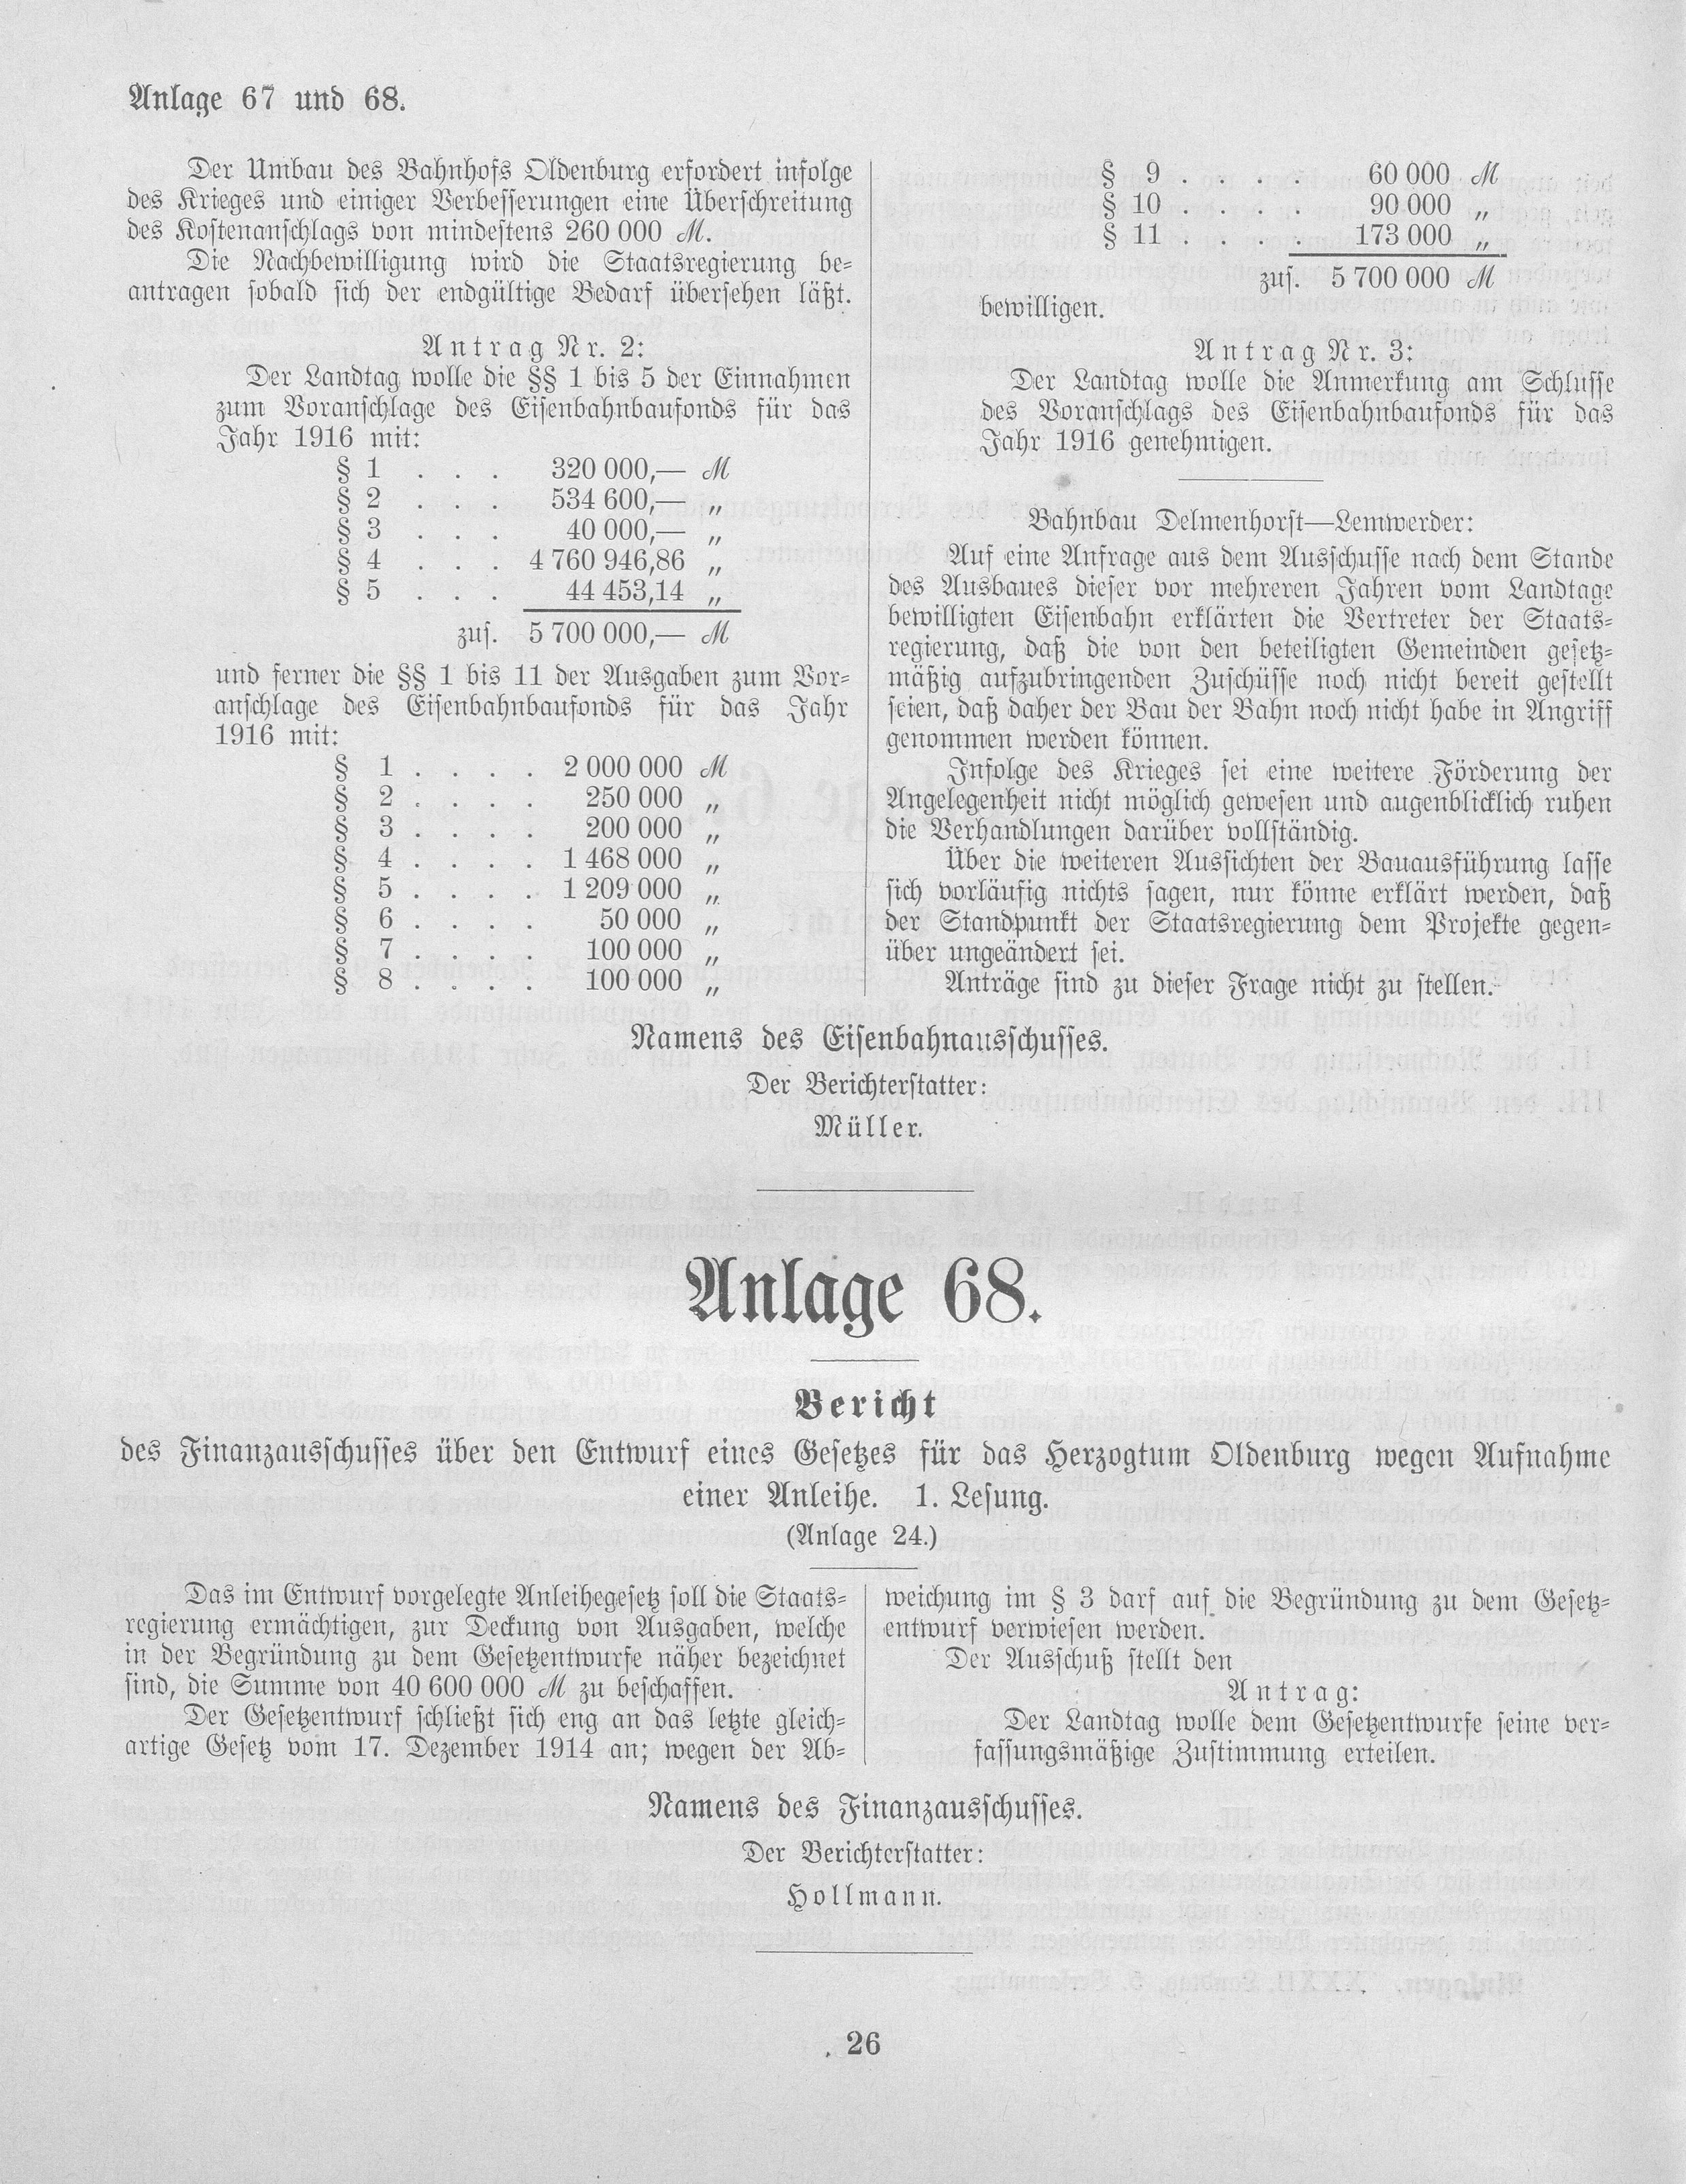 Anlage 67 und 68.
Der Umbau des Bahnhofs Oldenburg erfordert infolge
des Krieges und einiger Verbesserungen eine Überschreitung
des Kostenanschlags von mindestens 260 000 ℳ.
Die Nachbewilligung wird die Staatsregierung be-
antragen sobald sich der endgültige Bedarf übersehen läßt.
Antrag Nr. 2:
Der Landtag wolle die §§ 1 bis 5 der Einnahmen
zum Voranschlage des Eisenbahnbaufonds für das
Jahr 1916 mit:
§ 1 . . . 320 000,— ℳ
§ 2 . . . 534 600,— „
§ 3 . . . 40 000,— „
§ 4 . . . 4 760 946,86 „
§ 5 . . . 44 453,14 „
zus. 5 700 000,— ℳ
und ferner die §§ 1 bis 11 der Ausgaben zum Vor-
anschlage des Eisenbahnbaufonds für das Jahr
1916 mit:
§ 1 . . . . 2 000 000 ℳ
§ 2 . . . . 250 000 „
§ 3 . . . . 200 000 „
§ 4 . . . . 1 468 000 „
§ 5 . . . . 1 209 000 „
§ 6 . . . . 50 000 „
§ 7 . . . . 100 000 „
§ 8 . . . . 100 000 „
§ 9 . . . . 60 000 ℳ
§ 10 . . . . 90 000 „
§ 11 . . . . 173 000 „
zus. 5 700 000 ℳ
bewilligen.
Antrag Nr. 3:
Der Landtag wolle die Anmerkung am Schlusse
des Voranschlags des Eisenbahnbaufonds für das
Jahr 1916 genehmigen.
Bahnbau Delmenhorst—Lemwerder:
Auf eine Anfrage aus dem Ausschusse nach dem Stande
des Ausbaues dieser vor mehreren Jahren vom Landtage
bewilligten Eisenbahn erklärten die Vertreter der Staats-
regierung, daß die von den beteiligten Gemeinden gesetz-
mäßig aufzubringenden Zuschüsse noch nicht bereit gestellt
seien, daß daher der Bau der Bahn noch nicht habe in Angriff
genommen werden können.
Infolge des Krieges sei eine weitere Förderung der
Angelegenheit nicht möglich gewesen und augenblicklich ruhen
die Verhandlungen darüber vollständig.
Über die weiteren Aussichten der Bauausführung lasse
sich vorläufig nichts sagen, nur könne erklärt werden, daß
der Standpunkt der Staatsregierung dem Projekte gegen-
über ungeändert sei.
Anträge sind zu dieser Frage nicht zu stellen.
Namens des Eisenbahnausschusses.
Der Berichterstatter:
Müller.
Anlage 68.
Bericht
des Finanzausschusses über den Entwurf eines Gesetzes für das Herzogtum Oldenburg wegen Aufnahme
einer Anleihe. 1. Lesung.
(Anlage 24.)
Das im Entwurf vorgelegte Anleihegesetz soll die Staats-
regierung ermächtigen, zur Deckung von Ausgaben, welche
in der Begründung zu dem Gesetzentwurfe näher bezeichnet
sind, die Summe von 40 600 000 ℳ zu beschaffen.
Der Gesetzentwurf schließt sich eng an das letzte gleich-
artige Gesetz vom 17. Dezember 1914 an; wegen der Ab-
weichung im § 3 darf auf die Begründung zu dem Gesetz-
entwurf verwiesen werden.
Der Ausschuß stellt den
Antrag:
Der Landtag wolle dem Gesetzentwurfe seine ver-
fassungsmäßige Zustimmung erteilen.
Namens des Finanzausschusses.
Der Berichterstatter:
Hollmann.
26